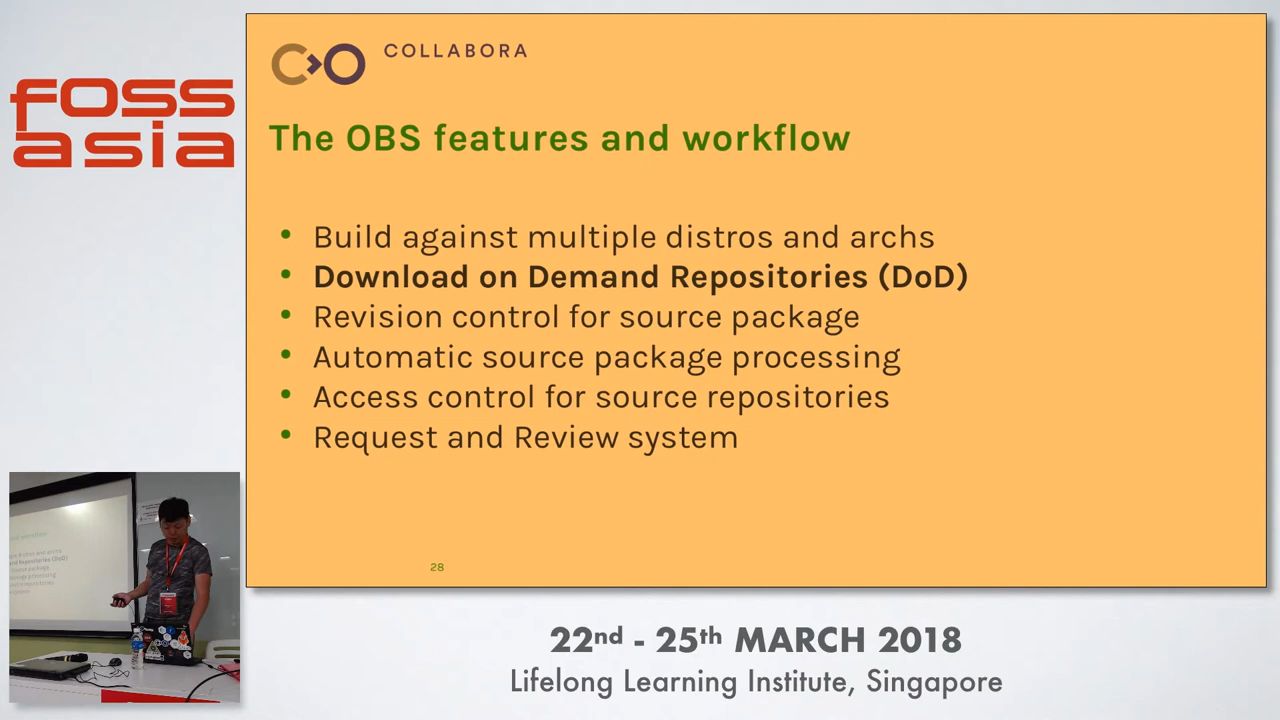 foss
asia
COLLABORA
The OBS features and workflow
• Build against multiple distros and archs
• Download on Demand Repositories (DoD)
• Revision control for source package
• Automatic source package processing
• Access control for source repositories
• Request and Review system
28
22nd - 25th MARCH 2018
Lifelong Learning Institute, Singapore